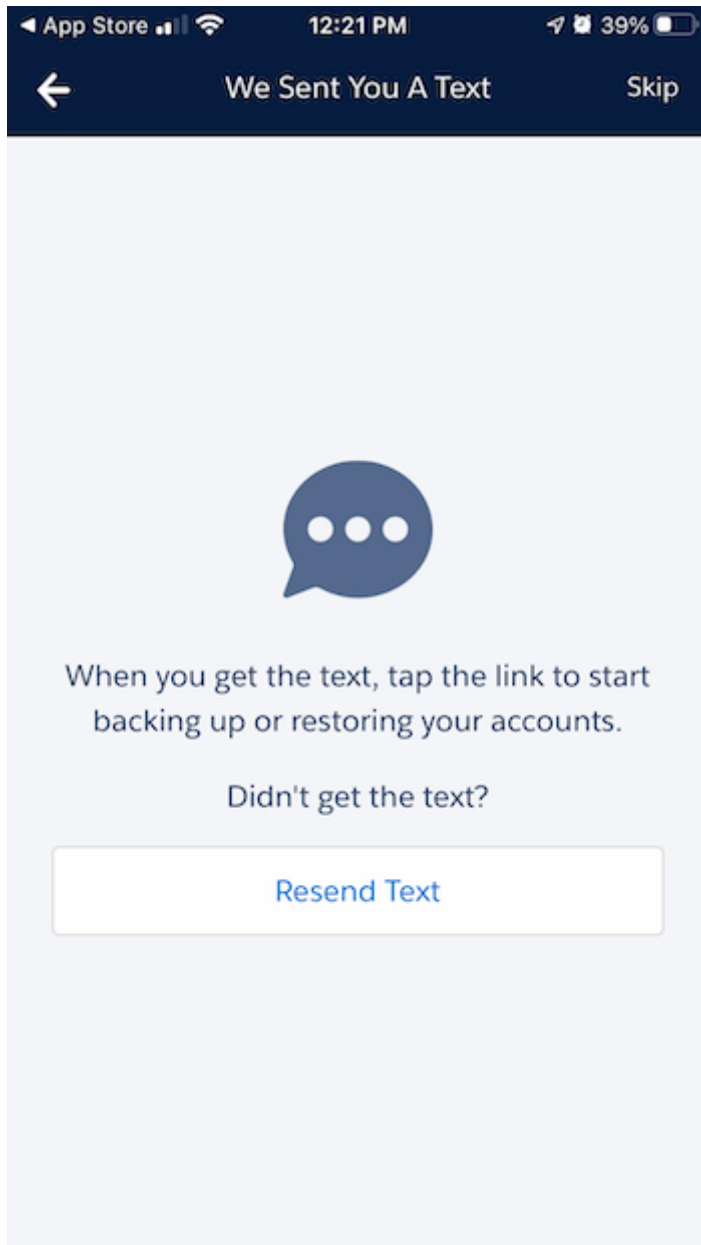 App Store 12:21 PM 39%
We Sent You A Text Skip
When you get the text, tap the link to start
backing up or restoring your accounts.
Didn't get the text?
Resend Text